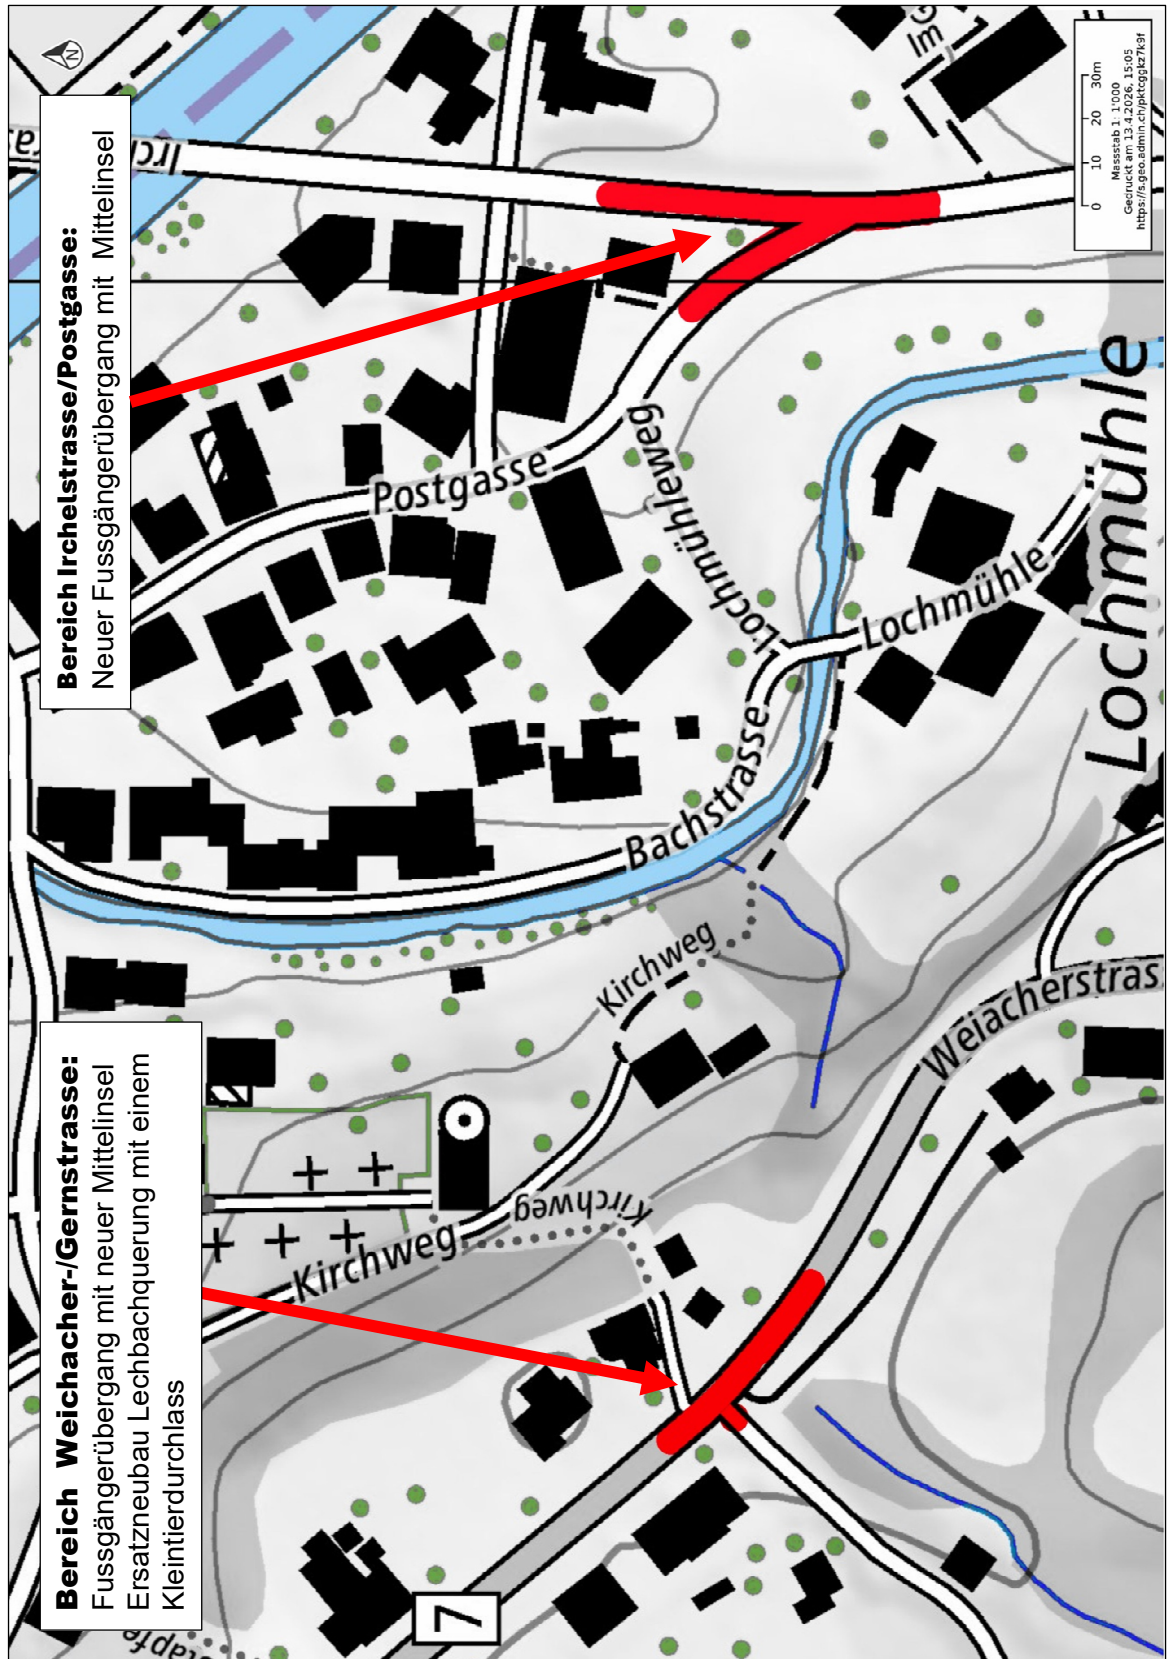 Bereich Weichacher-/Gernstrasse:
Fussgängerübergang mit neuer Mittelinsel
Ersatzneubau Lechbachquerung mit einem
Kleintierdurchlass
Bereich Irchelstrasse/Postgasse:
Neuer Fussgängerübergang mit Mittelinsel
N
Postgasse
Lochmühleweg
Bachstrasse
Lochmühle
Lochmühle
Kirchweg
Kirchweg
Kirchweg
Weiacherstras
7
Im
0 10 20 30m
Massstab 1: 1'000
Gedruckt am 13.4.2026, 15:05
https://s.geo.admin.ch/pktcggkz7k9f